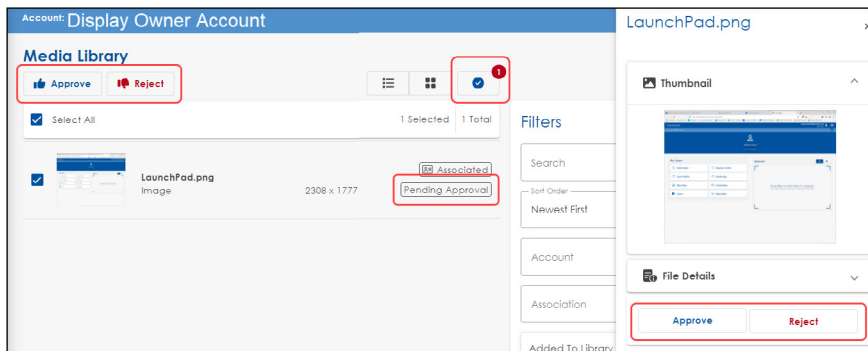 Account: Display Owner Account
LaunchPad.png
Media Library
Approve Reject
1
Thumbnail
Select All 1 Selected 1 Total
Filters
Search
LaunchPad.png
Image
2308 x 1777
Associated
Pending Approval
Sort Order
Newest First
Account
File Details
Association
Approve Reject
Added To Library